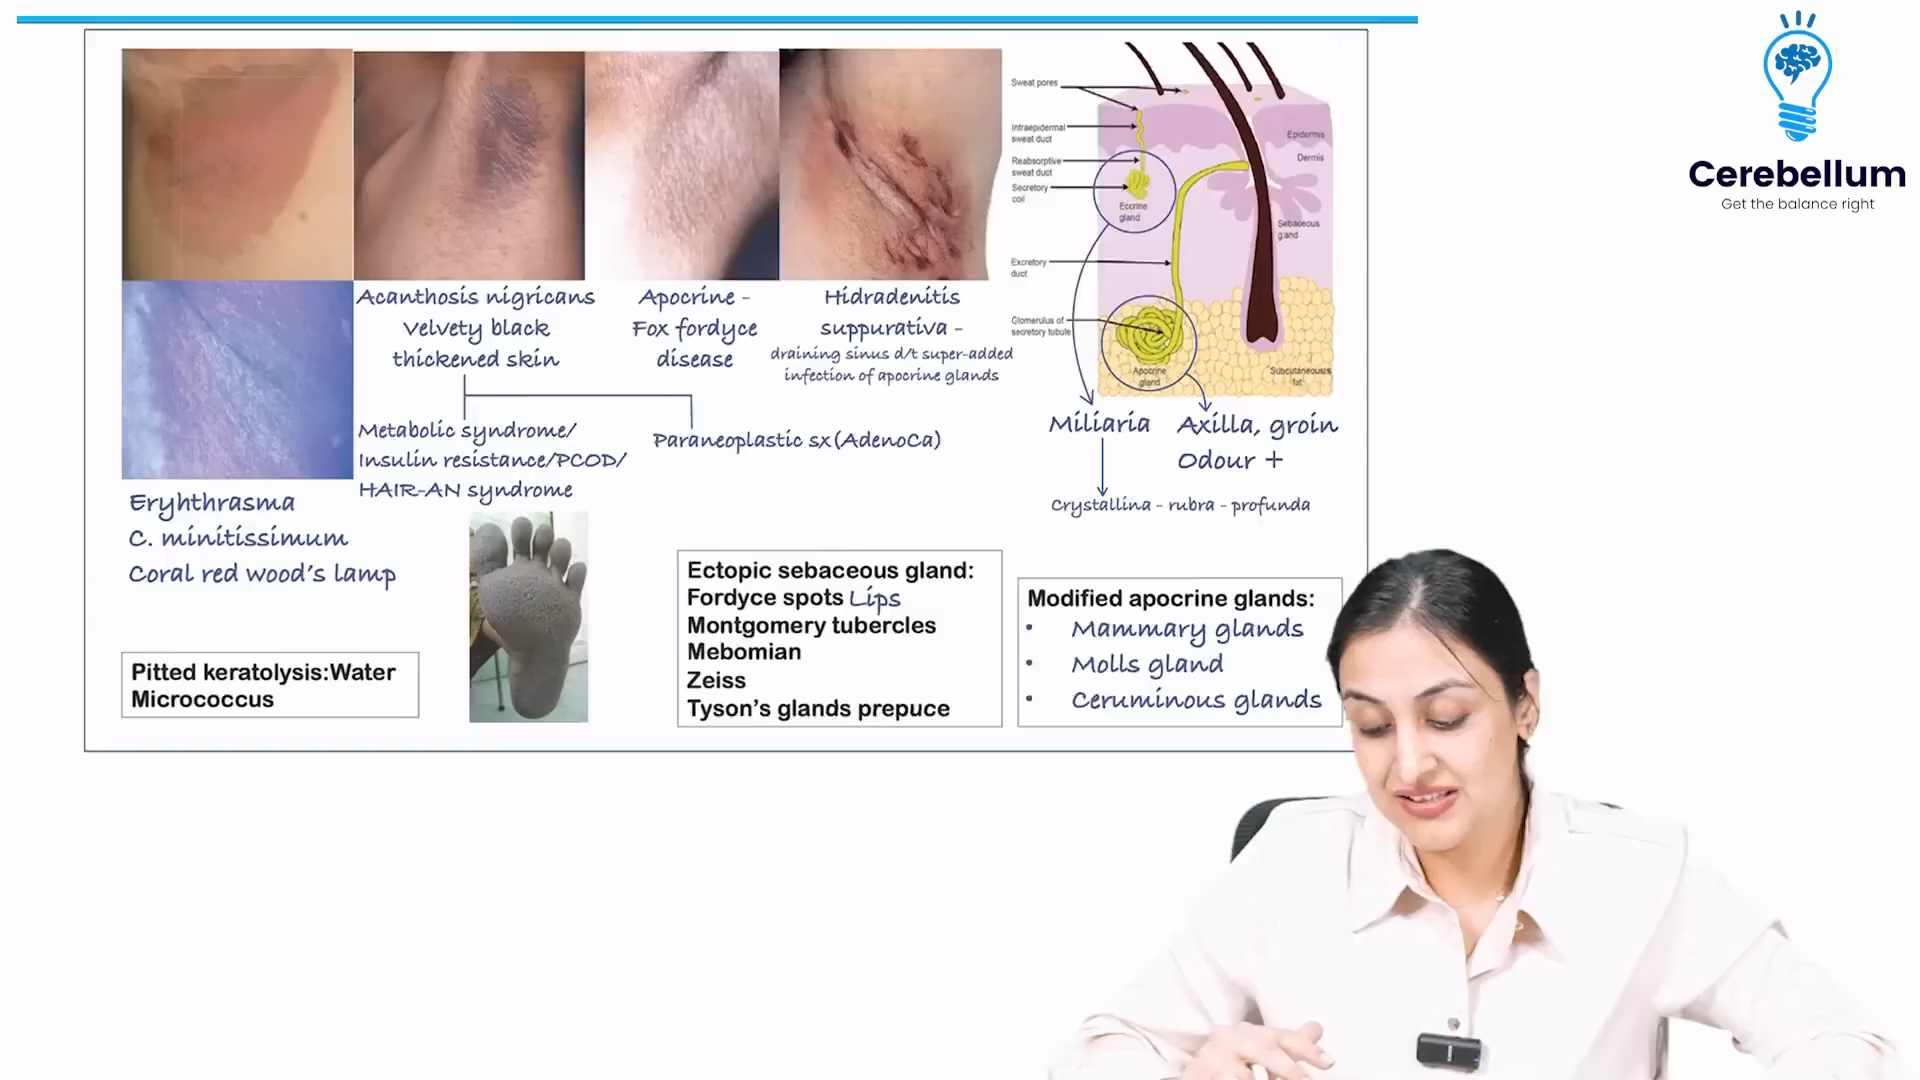 Acanthosis nigricans
Velvety black
thickened skin
Metabolic syndrome/
Insulin resistance/PCOD/
HAIR-AN syndrome
Paraneoplastic sx(AdenoCa)
Apocrine -
Fox fordyce
disease
Hidradenitis
suppurativa -
draining sinus d/t super-added
infection of apocrine glands
Eryhthrasma
C. minitissimum
Coral red wood's lamp
Pitted keratolysis:Water
Micrococcus
Ectopic sebaceous gland:
Fordyce spots Lips
Montgomery tubercles
Mebomian
Zeiss
Tyson's glands prepuce
Sweat pores
Intraepidermal
sweat duct
Reabsorptive
sweat duct
Secretory
coil
Eccrine
gland
Excretory
duct
Glomerulus of
secretory tubule
Apocrine
gland
Epidermis
Dermis
Sebaceous
gland
Subcutaneouss
fat
Miliaria
Axilla, groin
Odour +
Crystallina - rubra - profunda
Modified apocrine glands:
• Mammary glands
• Molls gland
• Ceruminous glands
Cerebellum
Get the balance right